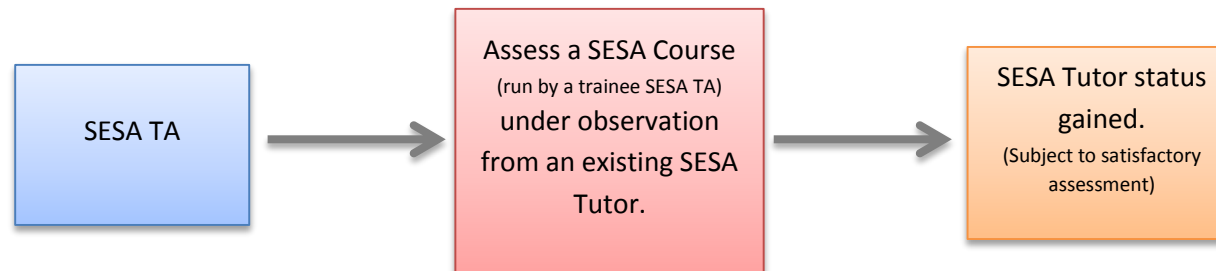 SESA TA
Assess a SESA Course
(run by a trainee SESA TA)
under observation
from an existing SESA
Tutor.
SESA Tutor status
gained.
(Subject to satisfactory
assessment)